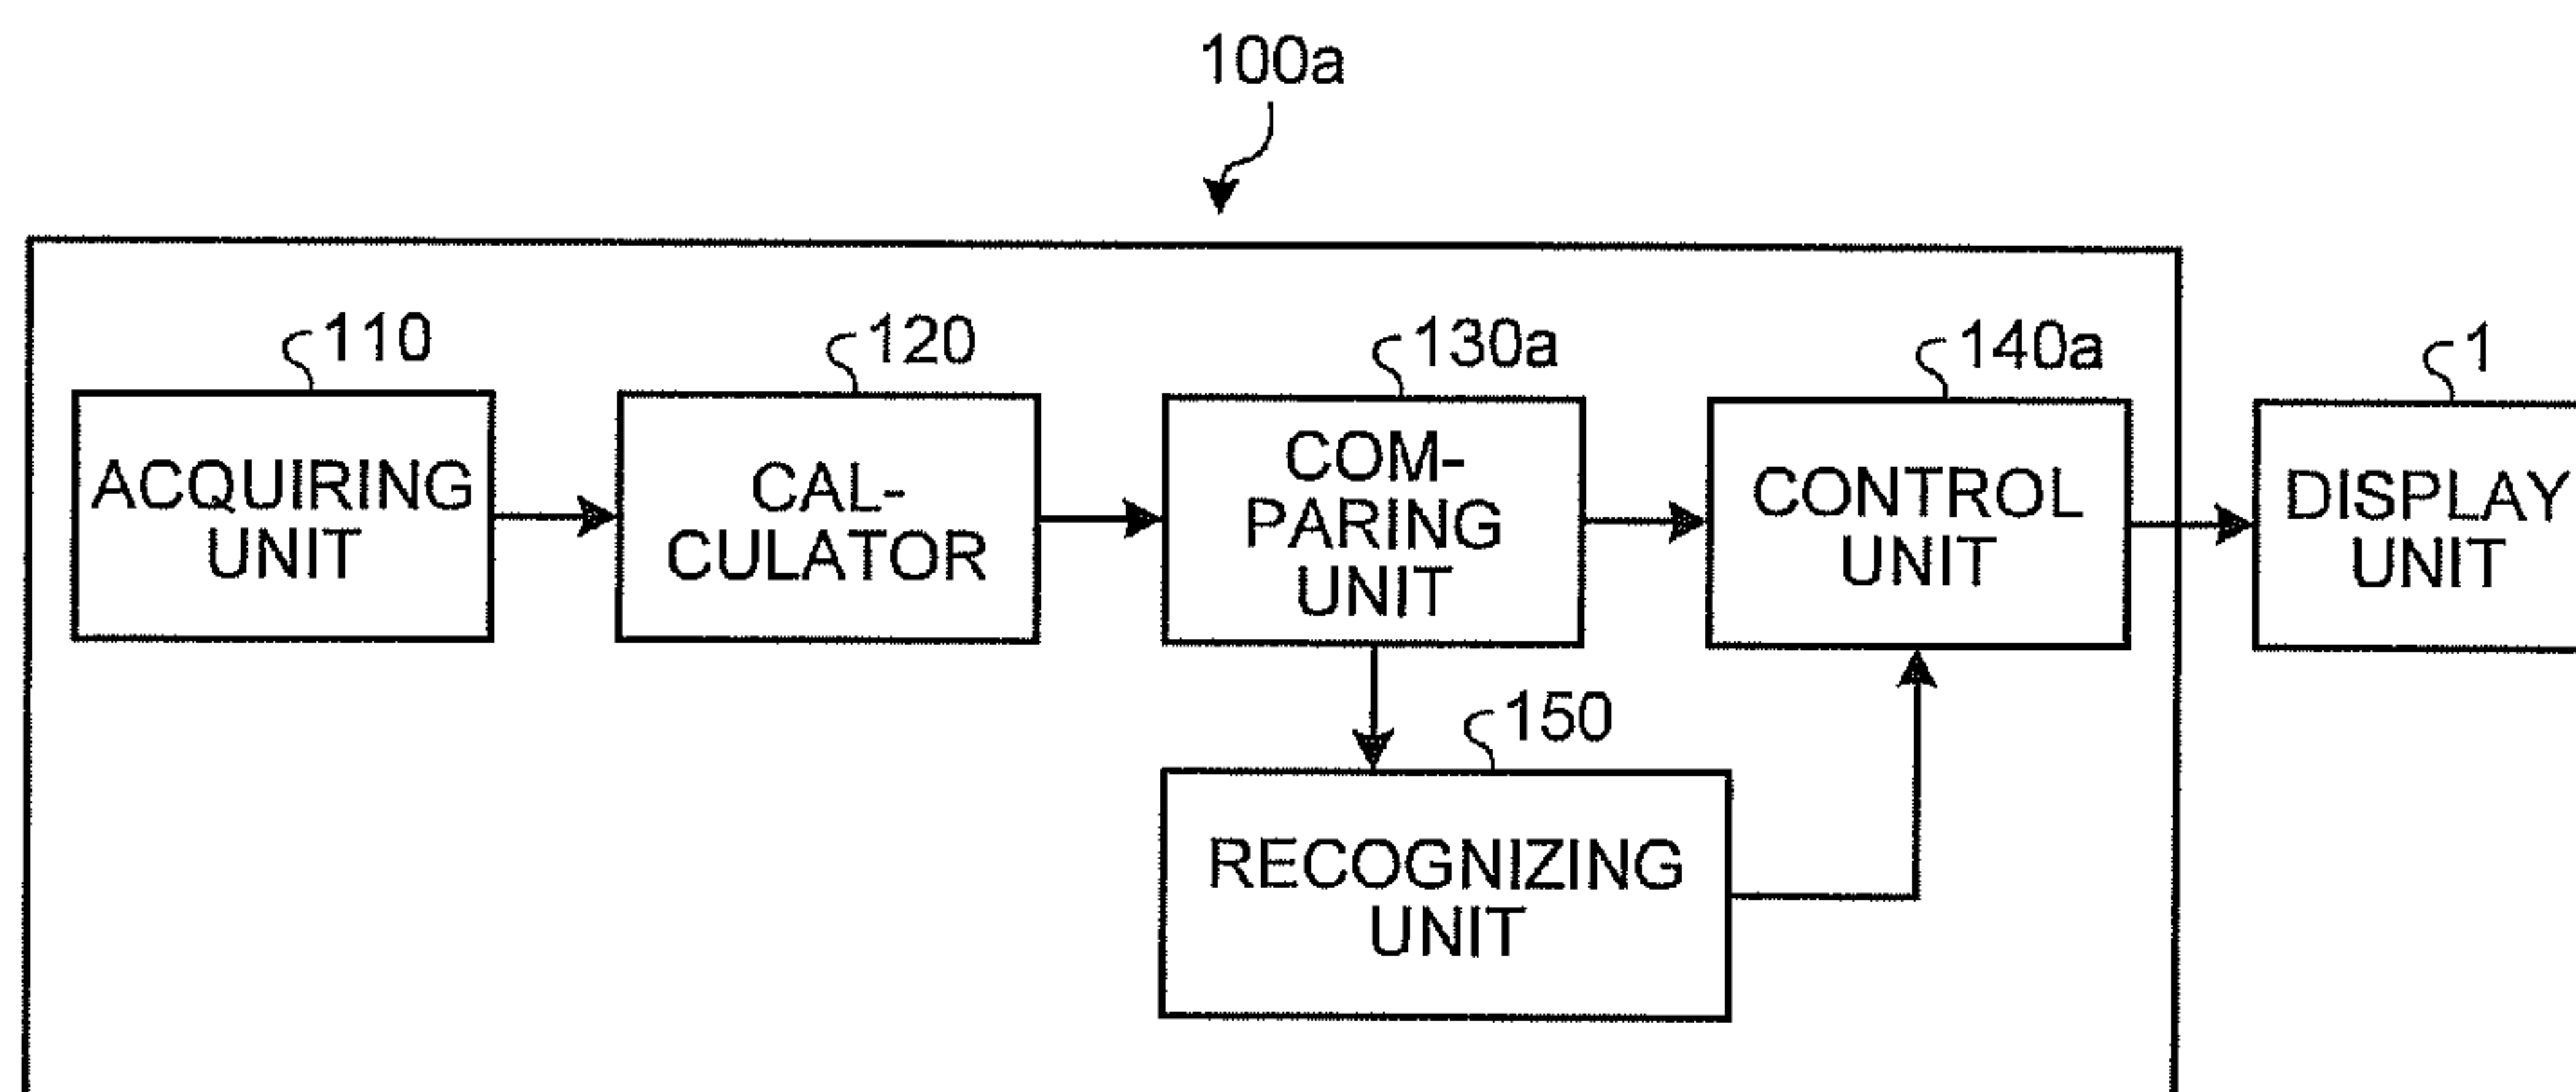 100a
110
120
130a
140a
1
ACQUIRING
UNIT
CAL-
CULATOR
COM-
PARING
UNIT
CONTROL
UNIT
DISPLAY
UNIT
150
RECOGNIZING
UNIT